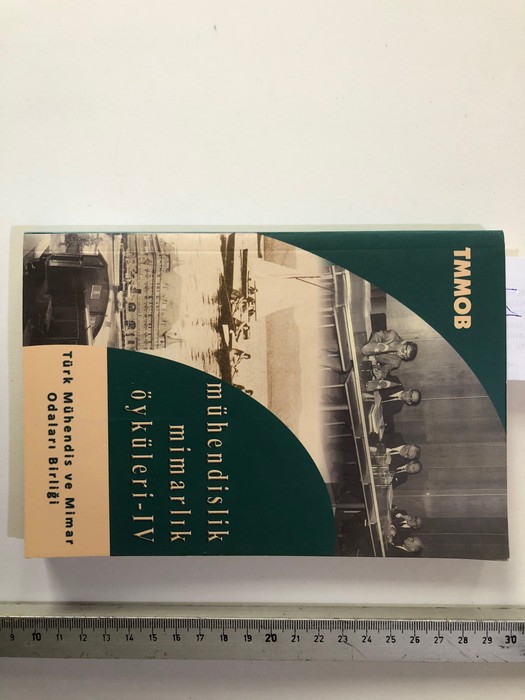 TMMOB
mühendislik
mimarlık
öyküleri-IV
Türk Mühendis ve Mimar
Odaları Birliği
9 10 11 12 13 14 15 16 17 18 19 20 21 22 23 24 25 26 27 28 29 30